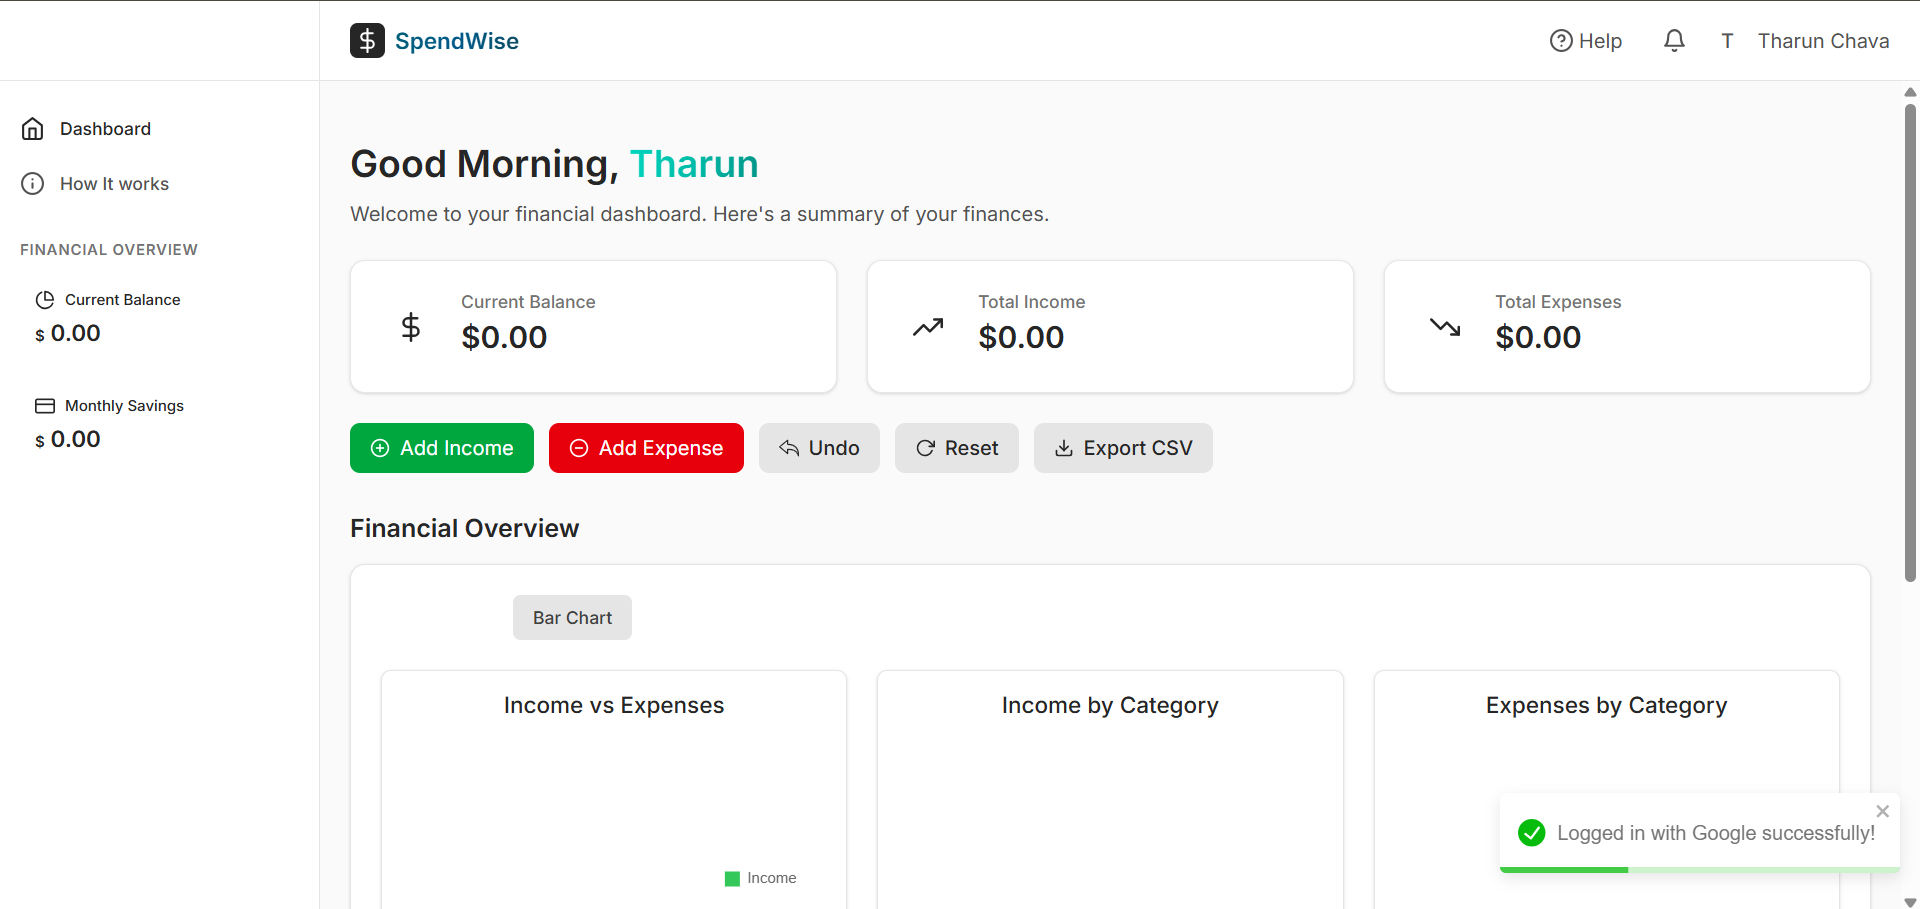 SpendWise
Help
T
Tharun Chava
Dashboard
How It works
FINANCIAL OVERVIEW
Current Balance
$ 0.00
Monthly Savings
$ 0.00
Good Morning, Tharun
Welcome to your financial dashboard. Here's a summary of your finances.
Current Balance
$0.00
Total Income
$0.00
Total Expenses
$0.00
Add Income
Add Expense
Undo
Reset
Export CSV
Financial Overview
Bar Chart
Income vs Expenses
Income
Income by Category
Expenses by Category
Logged in with Google successfully!